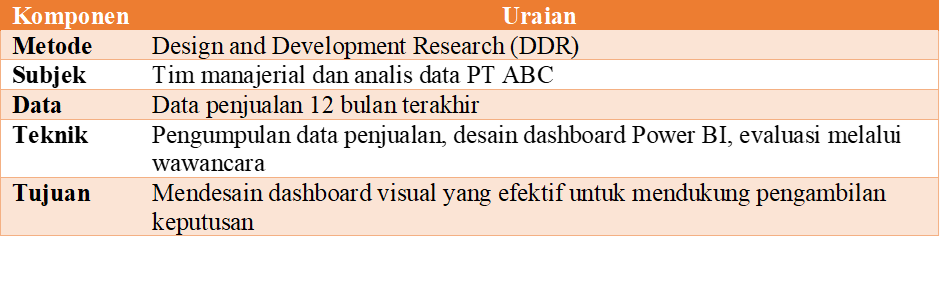 Komponen Uraian
Metode Design and Development Research (DDR)
Subjek Tim manajerial dan analis data PT ABC
Data Data penjualan 12 bulan terakhir
Teknik Pengumpulan data penjualan, desain dashboard Power BI, evaluasi melalui
wawancara
Tujuan Mendesain dashboard visual yang efektif untuk mendukung pengambilan
keputusan